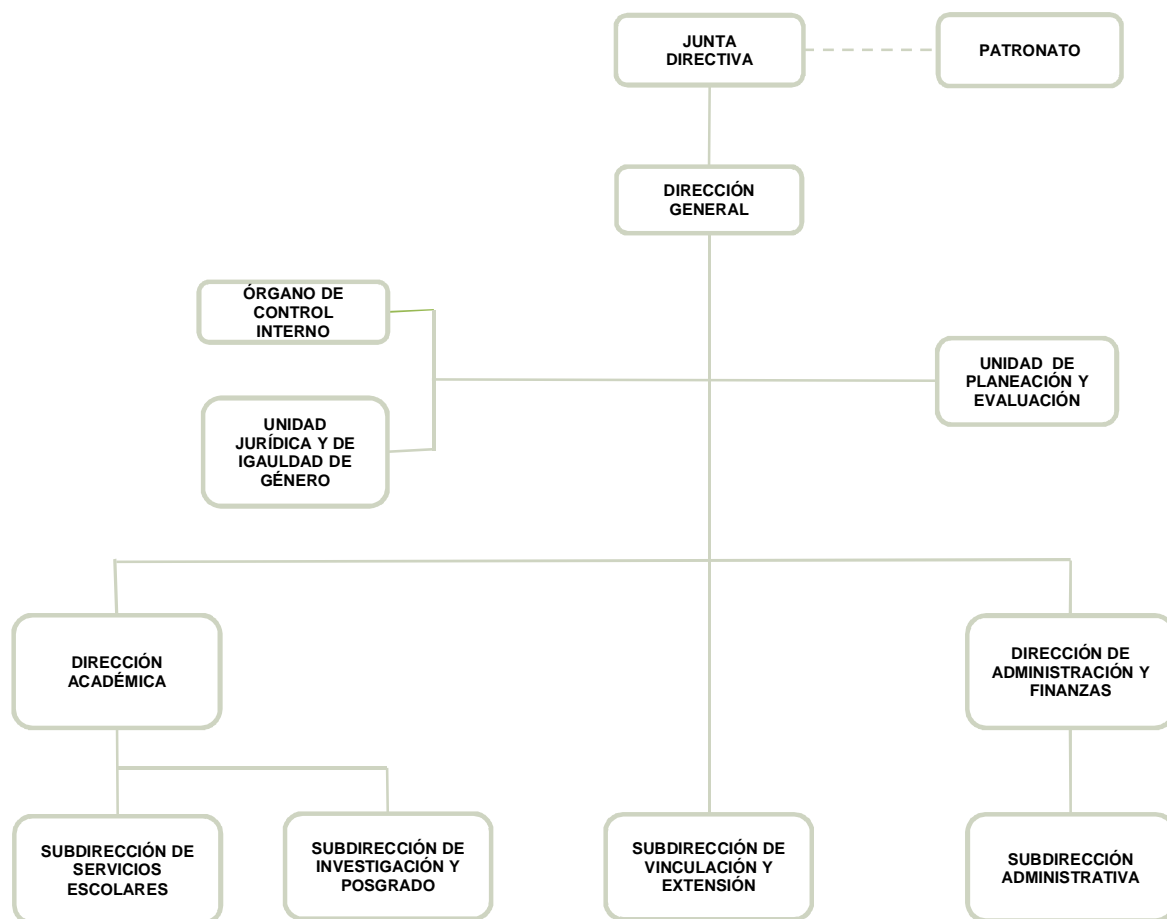 JUNTA
DIRECTIVA
PATRONATO
DIRECCIÓN
GENERAL
ÓRGANO DE
CONTROL
INTERNO
UNIDAD DE
PLANEACIÓN Y
EVALUACIÓN
UNIDAD
JURÍDICA Y DE
IGAULDAD DE
GÉNERO
DIRECCIÓN
ACADÉMICA
DIRECCIÓN DE
ADMINISTRACIÓN Y
FINANZAS
SUBDIRECCIÓN DE
SERVICIOS
ESCOLARES
SUBDIRECCIÓN DE
INVESTIGACIÓN Y
POSGRADO
SUBDIRECCIÓN DE
VINCULACIÓN Y
EXTENSIÓN
SUBDIRECCIÓN
ADMINISTRATIVA